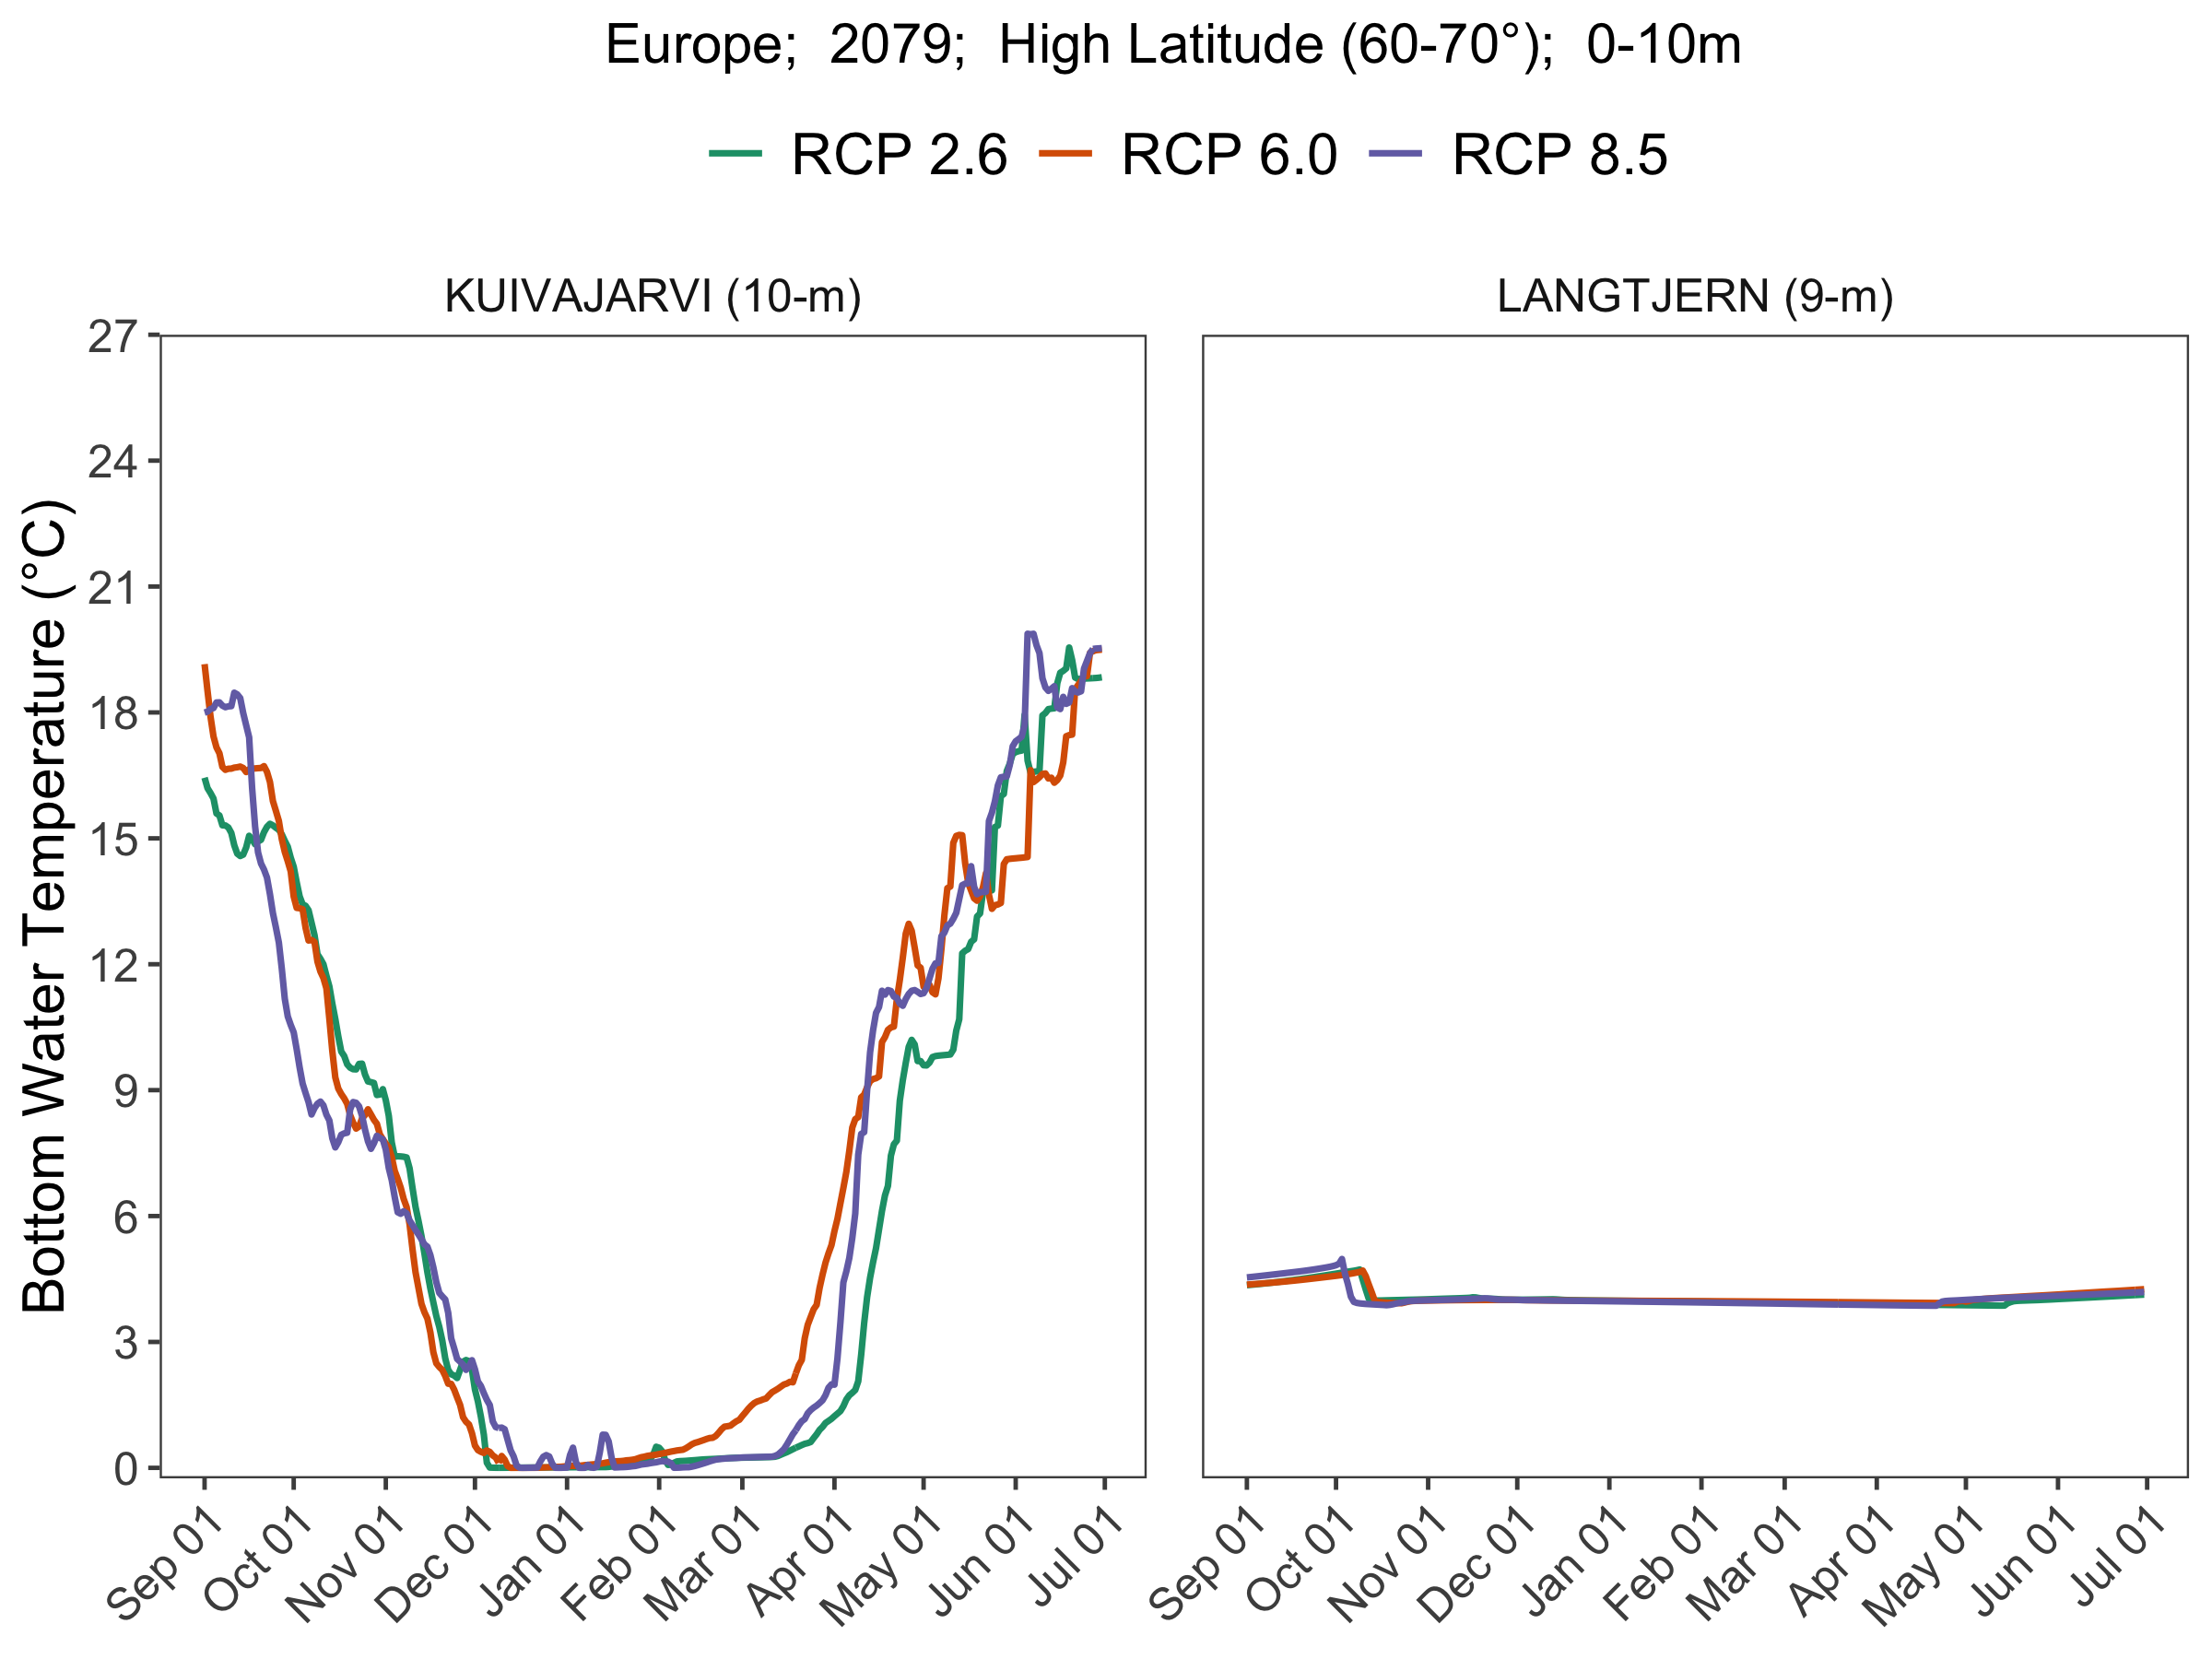 Europe;  2079;  High Latitude (60-70°);  0-10m
RCP 2.6 RCP 6.0 RCP 8.5
KUIVAJARVI (10-m)
LANGTJERN (9-m)
Bottom Water Temperature (°C)
27
24
21
18
15
12
9
6
3
0
Sep 01
Oct 01
Nov 01
Dec 01
Jan 01
Feb 01
Mar 01
Apr 01
May 01
Jun 01
Jul 01
Sep 01
Oct 01
Nov 01
Dec 01
Jan 01
Feb 01
Mar 01
Apr 01
May 01
Jun 01
Jul 01